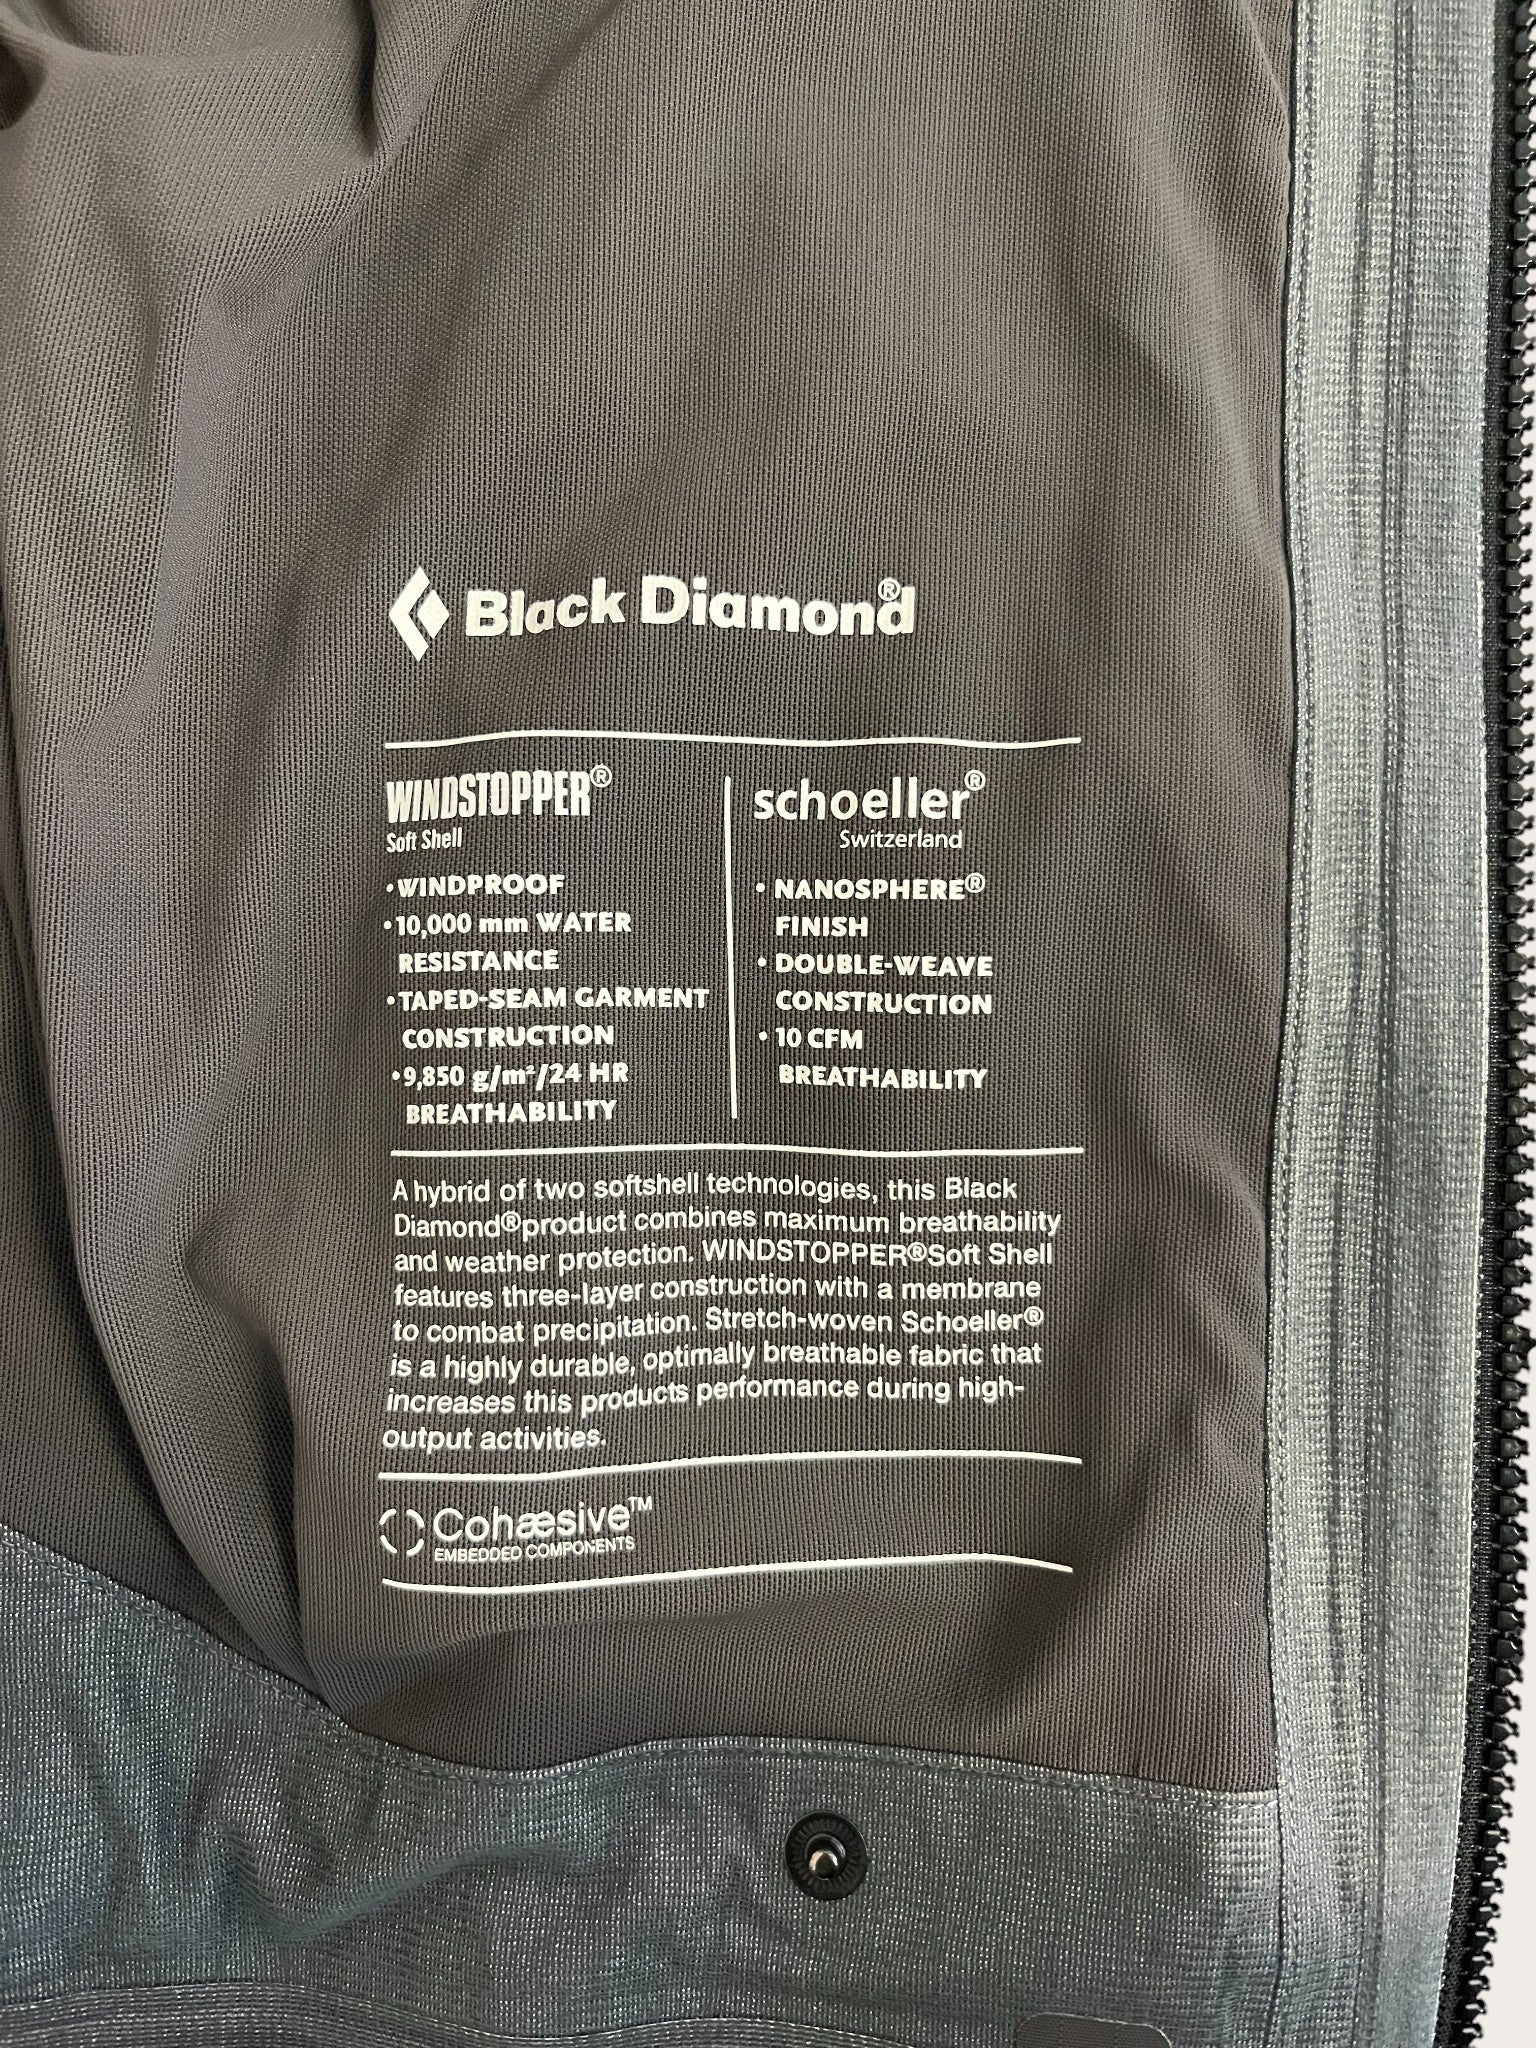 Black Diamond®
WINDSTOPPER®
Soft Shell
• WINDPROOF
• 10,000 mm WATER
RESISTANCE
• TAPED-SEAM GARMENT
CONSTRUCTION
• 9,850 g/m²/24 HR
BREATHABILITY
schoeller®
Switzerland
• NANOSPHERE®
FINISH
• DOUBLE-WEAVE
CONSTRUCTION
• 10 CFM
BREATHABILITY
A hybrid of two softshell technologies, this Black
Diamond® product combines maximum breathability
and weather protection. WINDSTOPPER® Soft Shell
features three-layer construction with a membrane
to combat precipitation. Stretch-woven Schoeller®
is a highly durable, optimally breathable fabric that
increases this products performance during high-
output activities.
Cohæsive™
EMBEDDED COMPONENTS